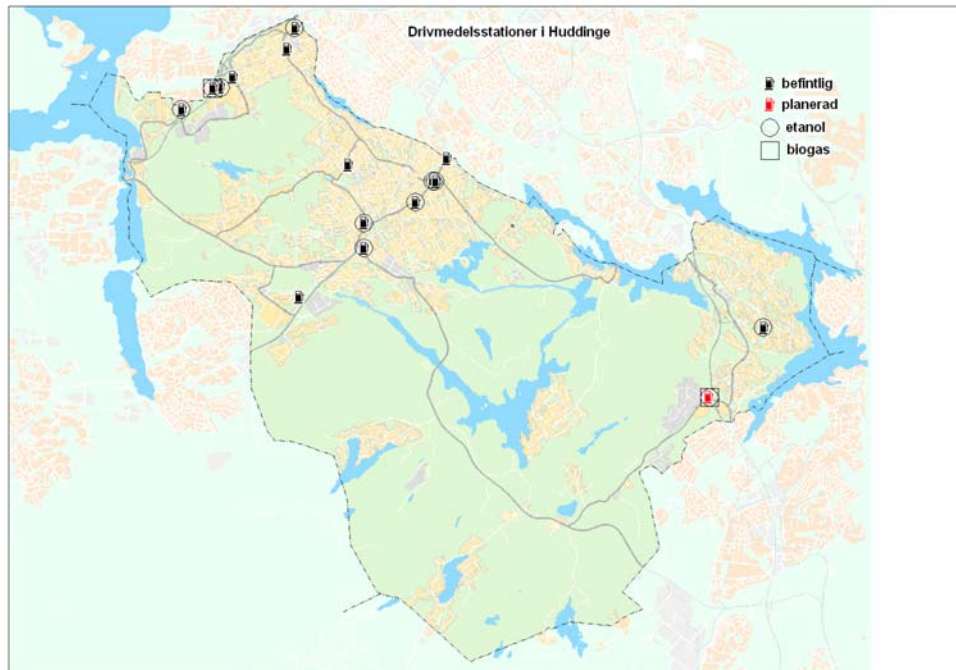 Drivmedelsstationer i Huddinge
befintlig
planerad
etanol
biogas